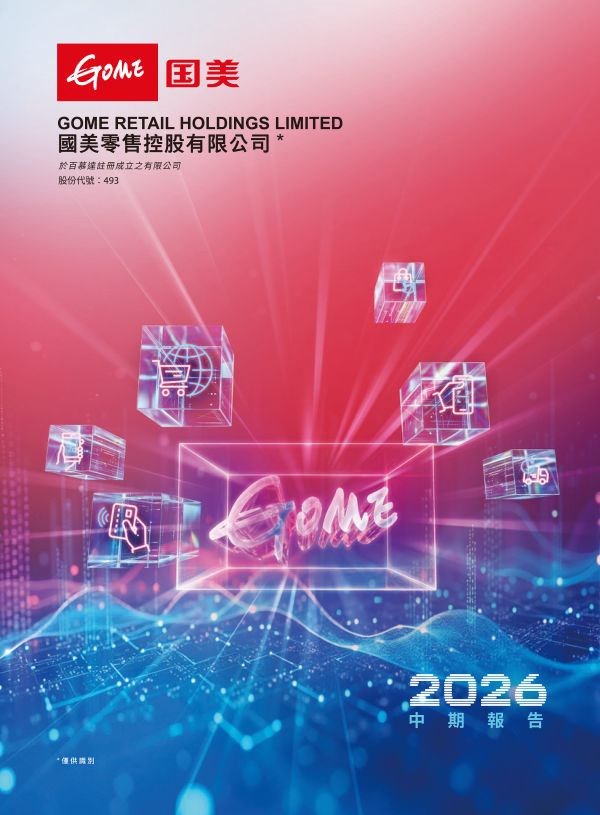 GOME 国美
GOME RETAIL HOLDINGS LIMITED
國美零售控股有限公司 *
於百慕達註冊成立之有限公司
股份代號：493
GOME
2026
中期報告
* 僅供識別